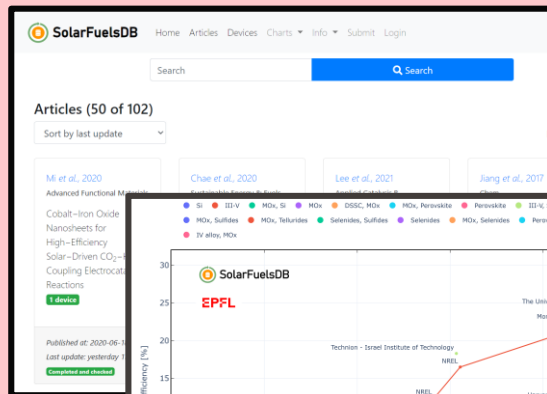 SolarFuelsDB Home Articles Devices Charts Info Submit Login
Search Search
Articles (50 of 102)
Sort by last update
Mi et al., 2020
Advanced Functional Materials
Cobalt–Iron Oxide
Nanosheets for
High–Efficiency
Solar–Driven CO2–
Coupling Electrocata
Reactions
1 device
Published at: 2020-06-1
Last update: yesterday 1
Completed and checked
Chae et al., 2020
Sustainable Energy & Fuels
Lee et al., 2021
Applied Catalysis B
Jiang et al., 2017
Chem
Si III-V MOx, Si MOx DSSC, MOx MOx, Perovskite Perovskite III-V,
MOx, Sulfides MOx, Tellurides Selenides, Sulfides Selenides MOx, Selenides Pero
IV alloy, MOx
SolarFuelsDB
EPFL
30
25
20
15
fficiency [%]
The Uni
Technion - Israel Institute of Technology
NREL
NREL